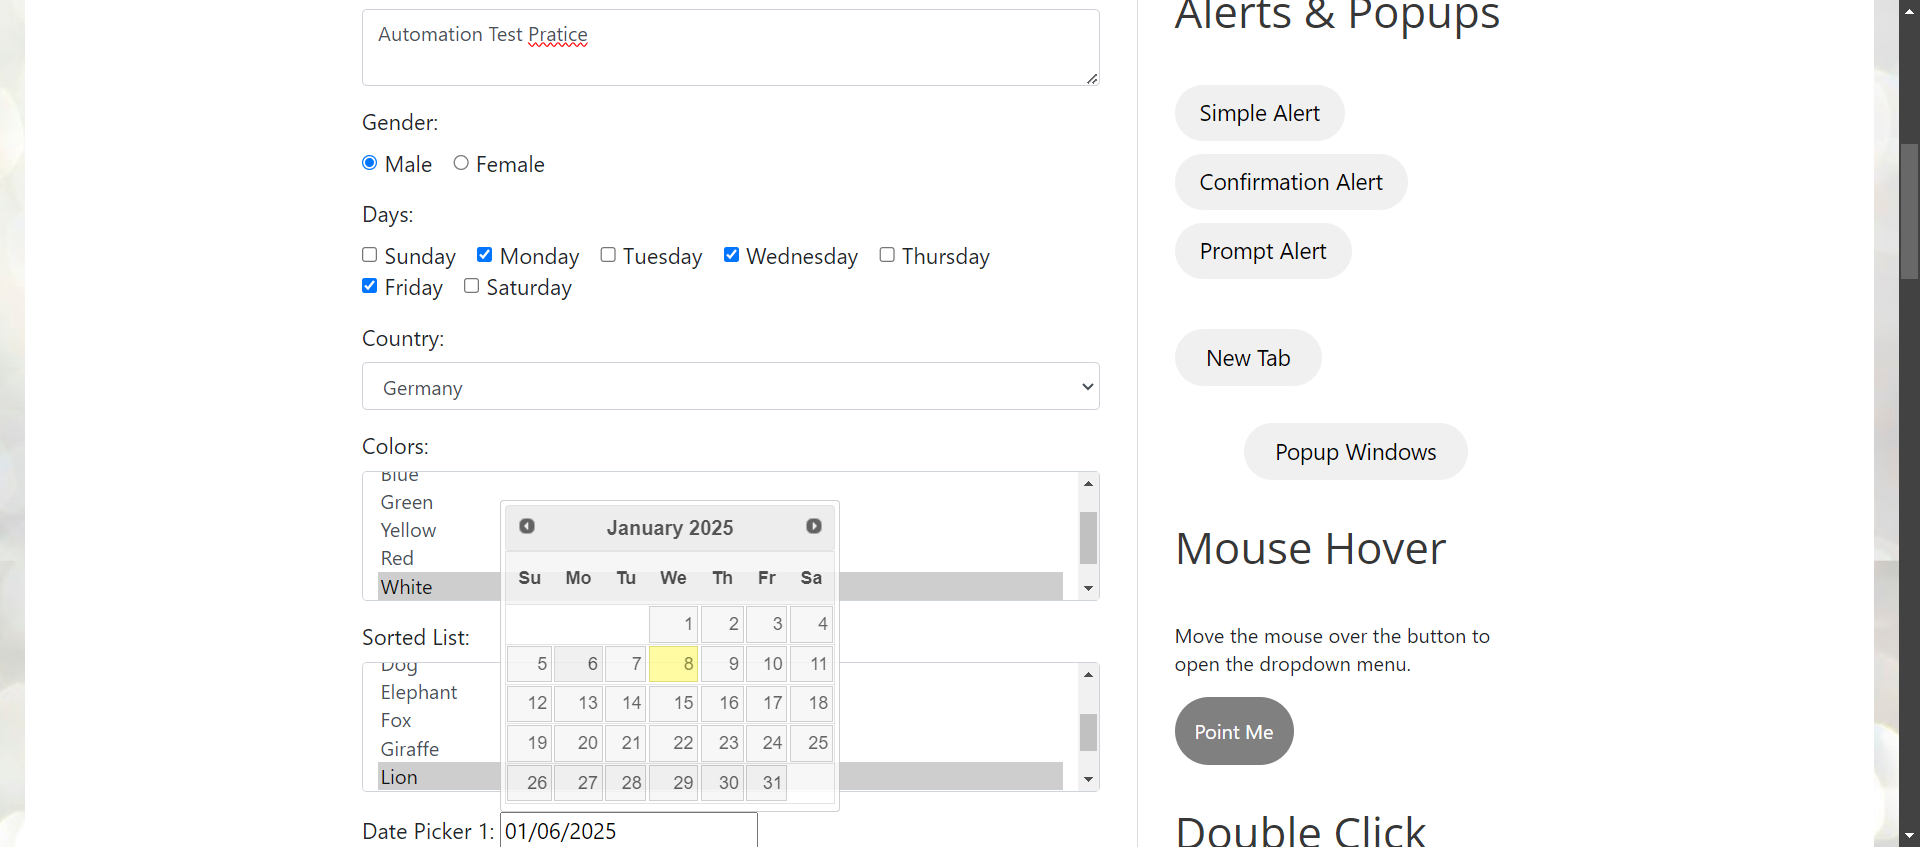 Automation Test Pratice
Gender:
Male Female
Days:
Sunday Monday Tuesday Wednesday Thursday
Friday Saturday
Country:
Germany
Colors:
Blue
Green
Yellow
Red
White
January 2025
Su Mo Tu We Th Fr Sa
1 2 3 4
5 6 7 8 9 10 11
12 13 14 15 16 17 18
19 20 21 22 23 24 25
26 27 28 29 30 31
Sorted List:
Dog
Elephant
Fox
Giraffe
Lion
Date Picker 1: 01/06/2025
Alerts & Popups
Simple Alert
Confirmation Alert
Prompt Alert
New Tab
Popup Windows
Mouse Hover
Move the mouse over the button to
open the dropdown menu.
Point Me
Double Click